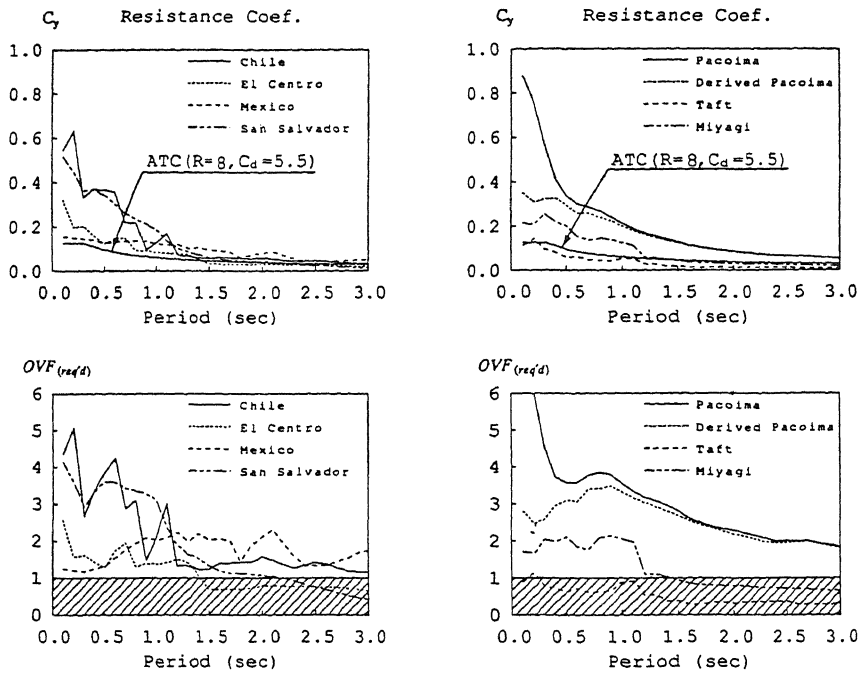 Cy Resistance Coef.
1.0
0.8
0.6
0.4
0.2
0.0
Chile
El Centro
Mexico
San Salvador
ATC(R=8,Cd=5.5)
0.0 0.5 1.0 1.5 2.0 2.5 3.0
Period (sec)
Cy Resistance Coef.
1.0
0.8
0.6
0.4
0.2
0.0
Pacoima
Derived Pacoima
Taft
Miyagi
ATC(R=8,Cd=5.5)
0.0 0.5 1.0 1.5 2.0 2.5 3.0
Period (sec)
OVF(req'd)
6
5
4
3
2
1
0
Chile
El Centro
Mexico
San Salvador
0.0 0.5 1.0 1.5 2.0 2.5 3.0
Period (sec)
OVF(req'd)
6
5
4
3
2
1
0
Pacoima
Derived Pacoima
Taft
Miyagi
0.0 0.5 1.0 1.5 2.0 2.5 3.0
Period (sec)